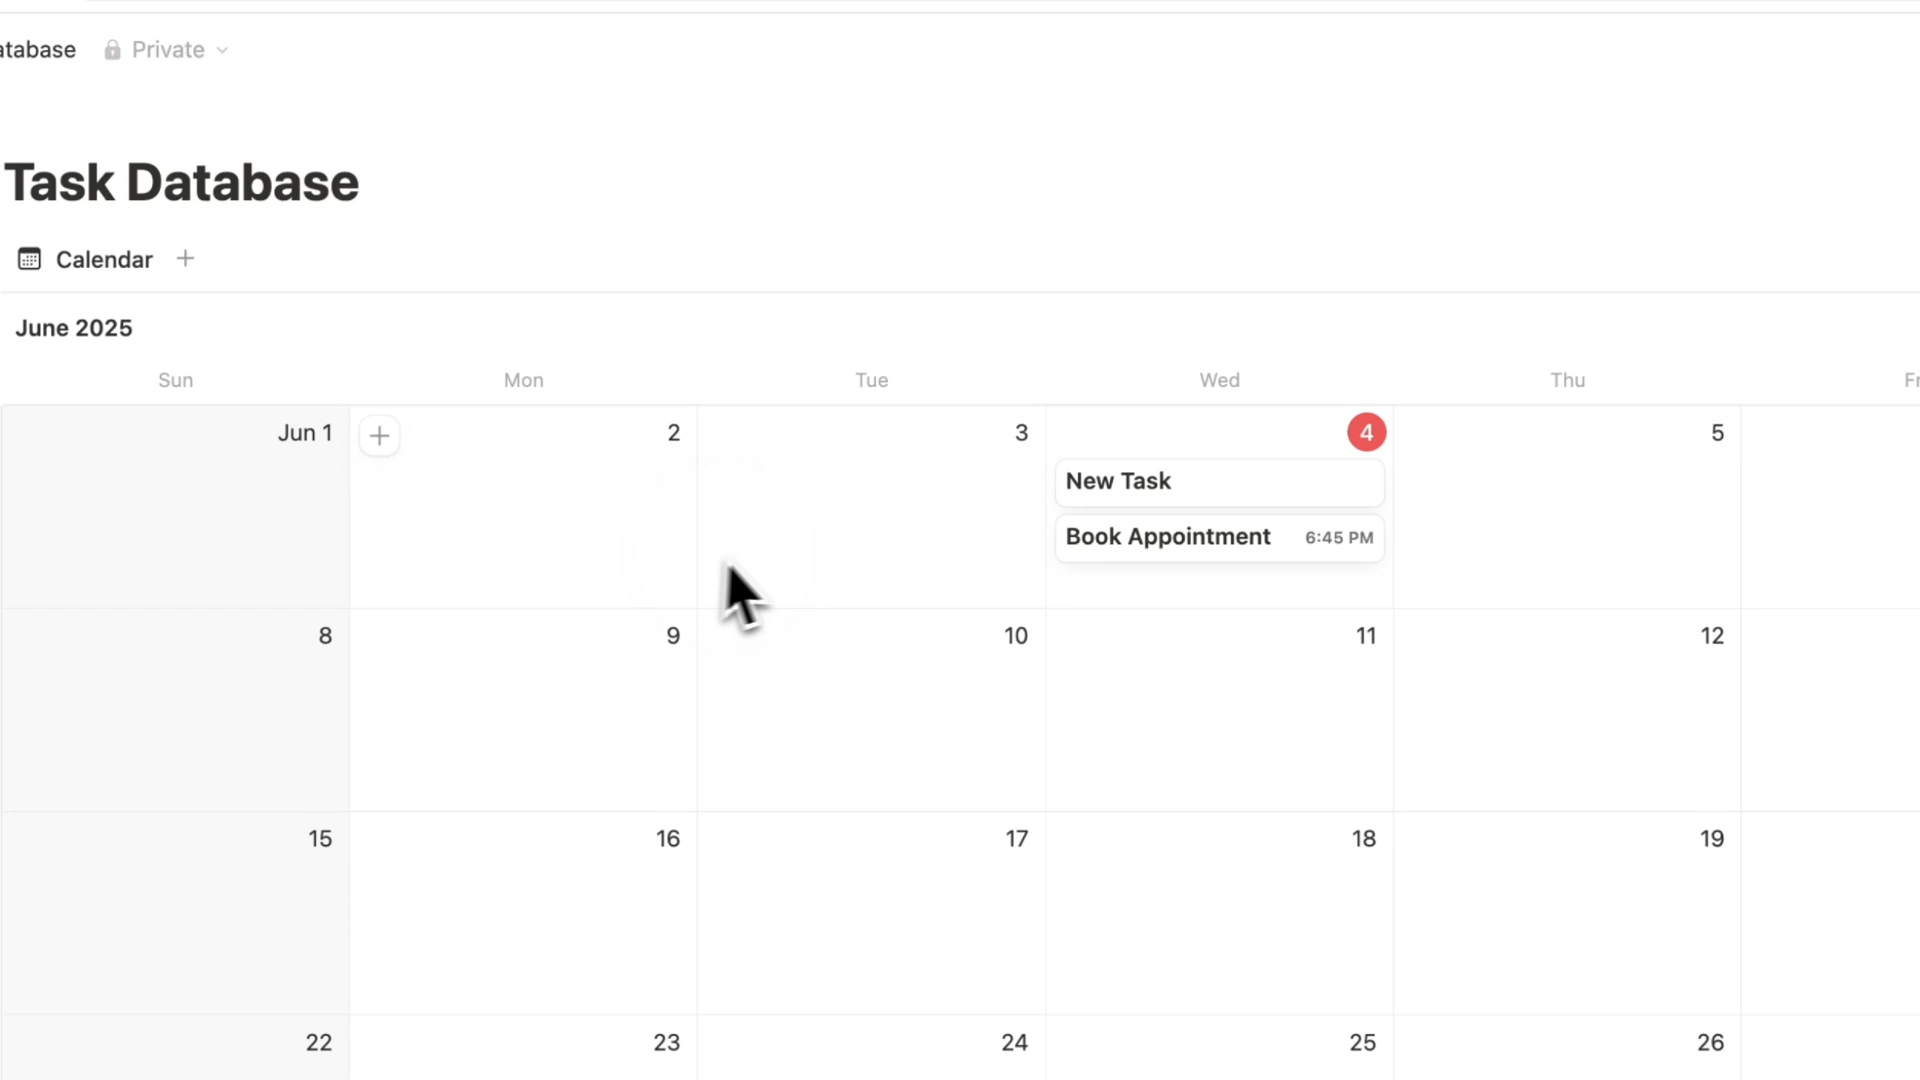 atabase Private
Task Database
Calendar
June 2025
Sun Mon Tue Wed Thu Fr
Jun 1 2 3 4 5
New Task
Book Appointment 6:45 PM
8 9 10 11 12
15 16 17 18 19
22 23 24 25 26